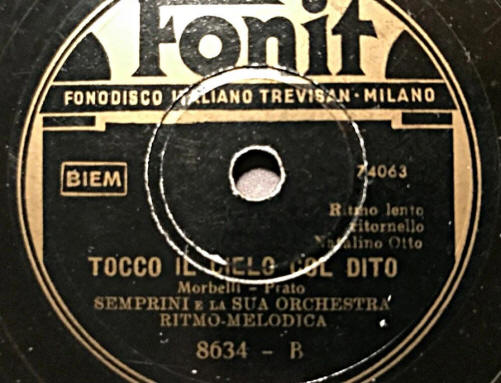 Fonit
FONODISCO ITALIANO TREVISAN - MILANO
BIEM
74063
Ritmo lento
ritornello
Natalino Otto
TOCCO IL CIELO COL DITO
Morbelli - Prato
SEMPRINI E LA SUA ORCHESTRA
RITMO-MELODICA
8634 - B